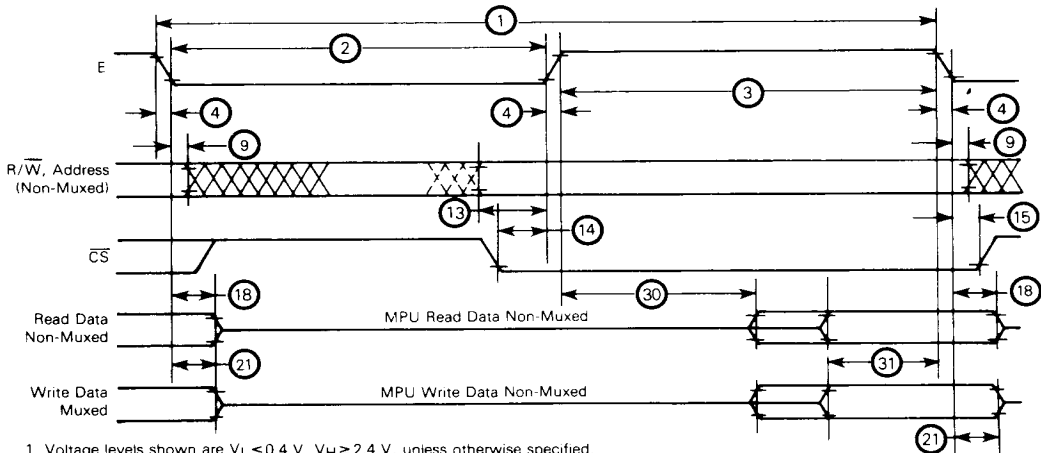 1
2
E
3
4
4
4
9
9
R/W̅, Address
(Non-Muxed)
13
14
15
C̅S̅
18
30
18
Read Data
Non-Muxed
MPU Read Data Non-Muxed
21
31
Write Data
Muxed
MPU Write Data Non-Muxed
21
1. Voltage levels shown are VL≤0.4 V, VH≥2.4 V, unless otherwise specified